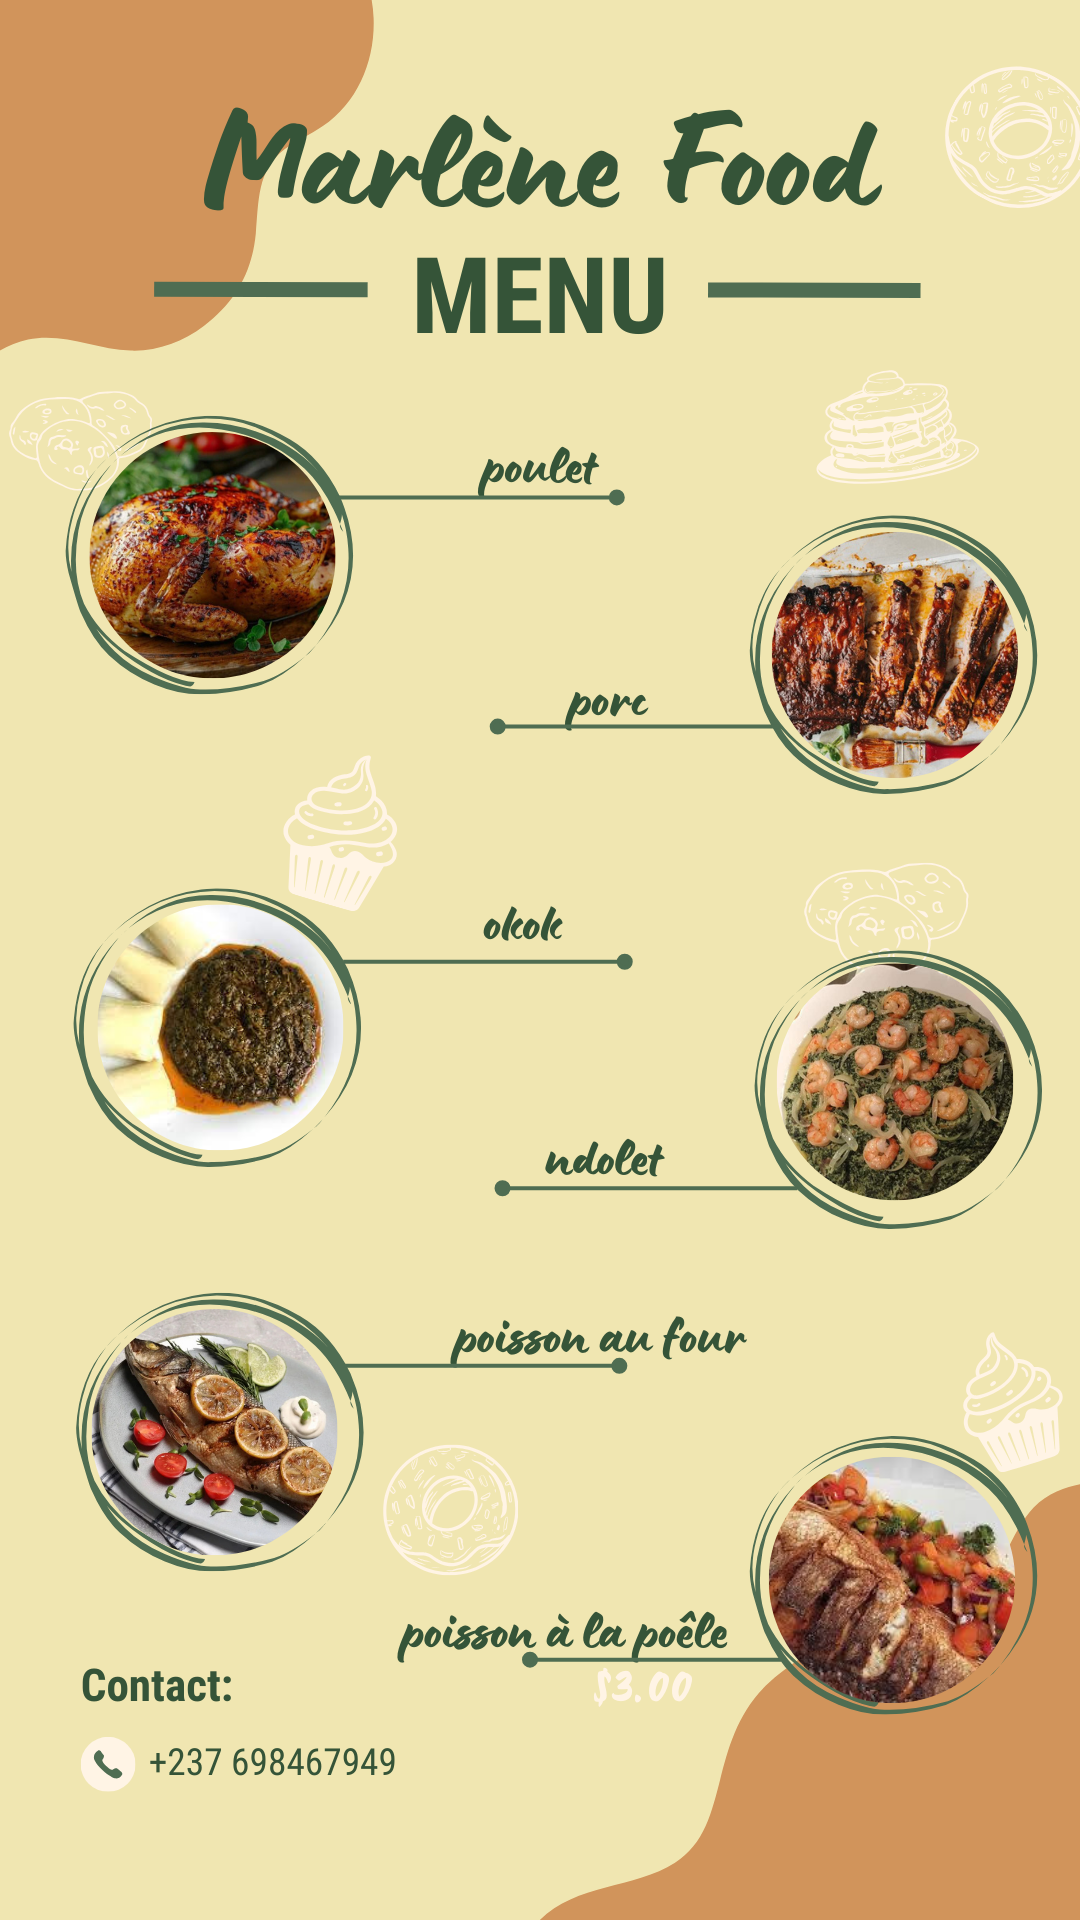 Marlène Food
MENU
poulet
porc
okok
ndolet
poisson au four
poisson à la poêle
$3.00
Contact:
+237 698467949